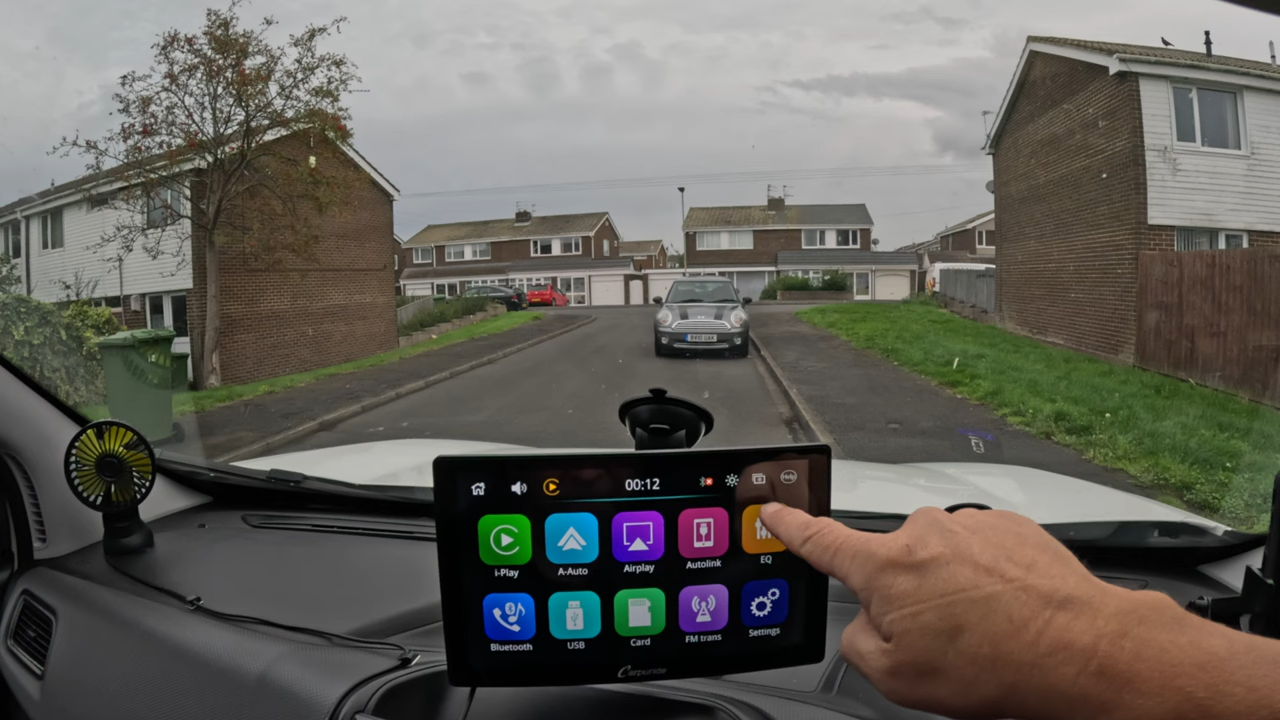 00:12
i-Play
A-Auto
Airplay
Autolink
EQ
Bluetooth
USB
Card
FM trans
Settings
Carpuride